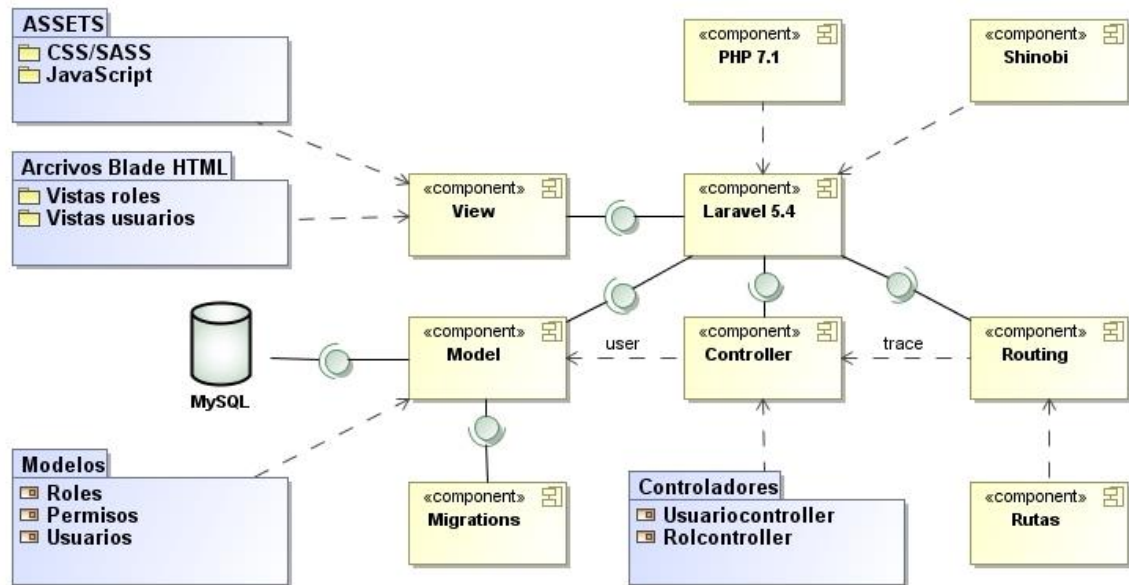 ASSETS
CSS/SASS
JavaScript
«component»
PHP 7.1
«component»
Shinobi
Arcrivos Blade HTML
Vistas roles
Vistas usuarios
«component»
View
«component»
Laravel 5.4
MySQL
«component»
Model
user
«component»
Controller
trace
«component»
Routing
Modelos
Roles
Permisos
Usuarios
«component»
Migrations
Controladores
Usuariocontroller
Rolcontroller
«component»
Rutas